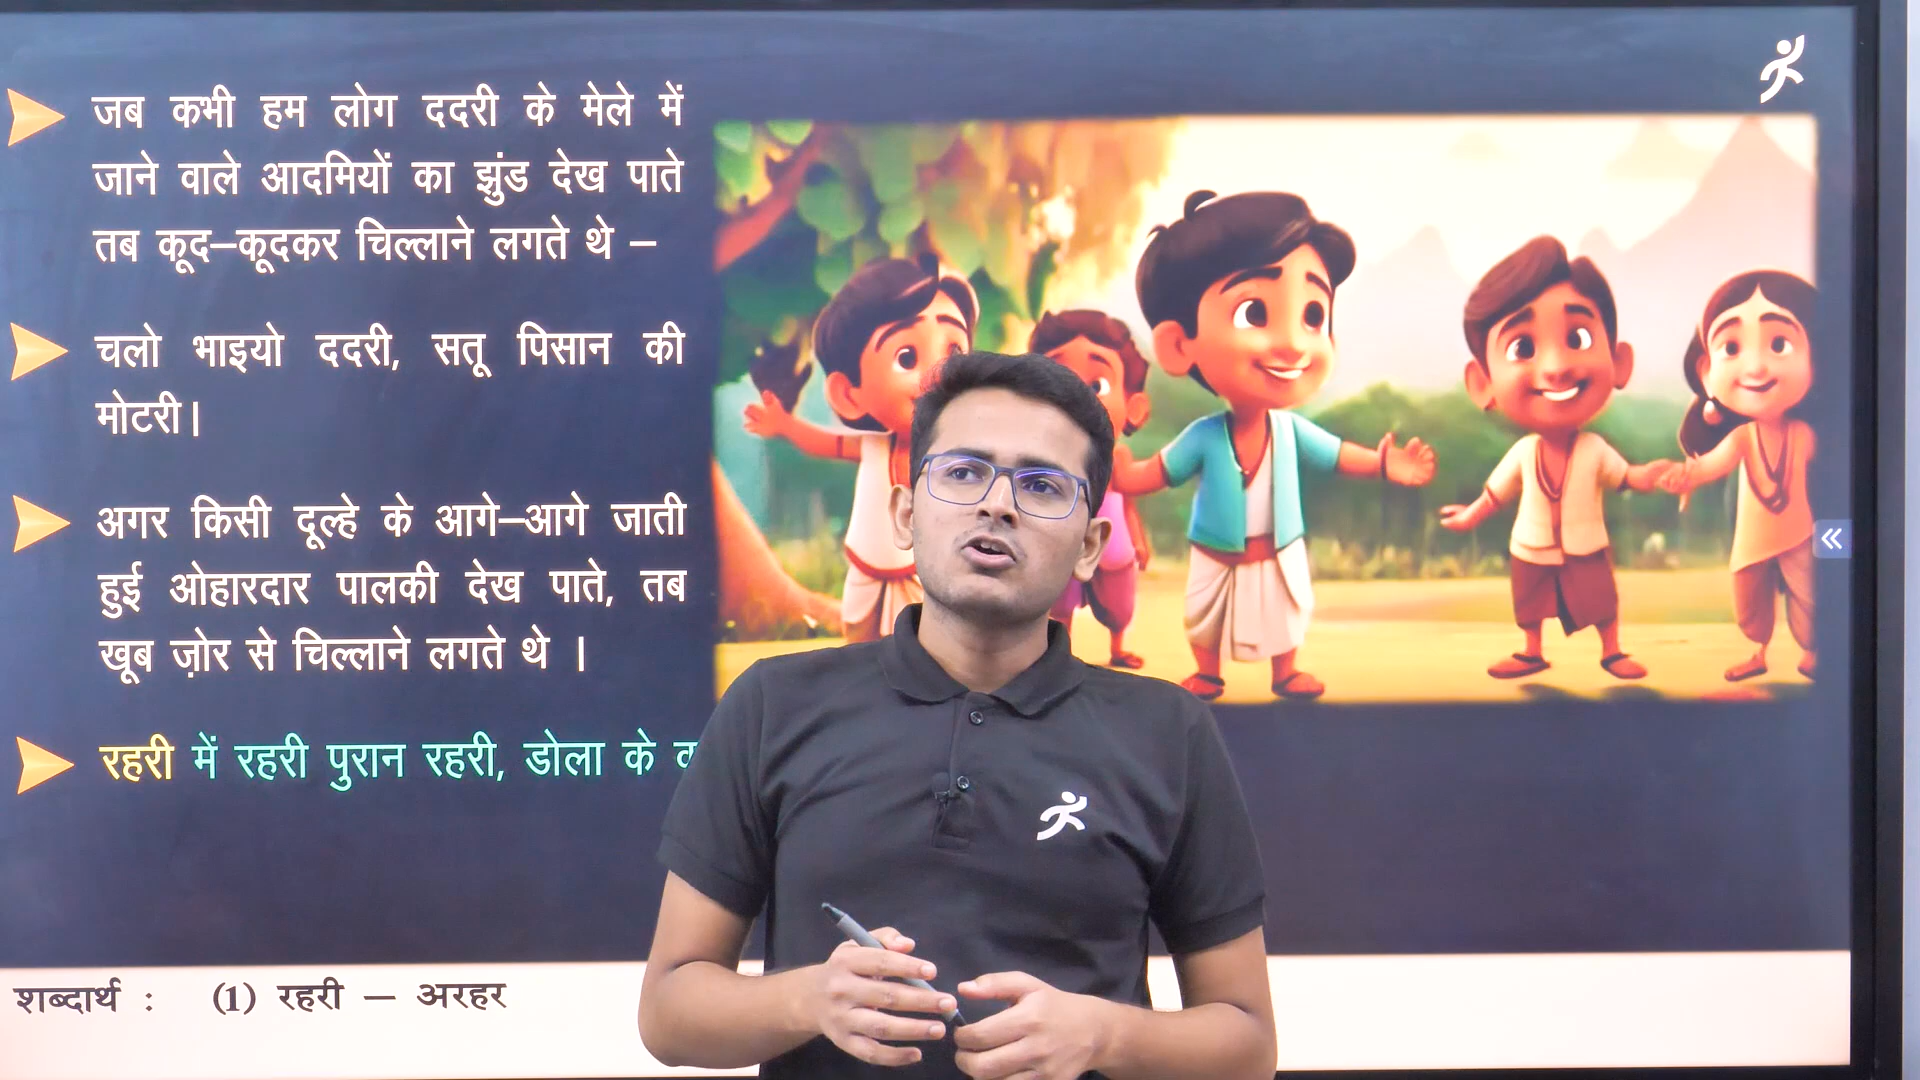 जब कभी हम लोग ददरी के मेले में
जाने वाले आदमियों का झुंड देख पाते
तब कूद–कूदकर चिल्लाने लगते थे –
चलो भाइयो ददरी, सतू पिसान की
मोटरी।
अगर किसी दूल्हे के आगे–आगे जाती
हुई ओहारदार पालकी देख पाते, तब
खूब ज़ोर से चिल्लाने लगते थे ।
रहरी में रहरी पुरान रहरी, डोला के
शब्दार्थ : (1) रहरी – अरहर